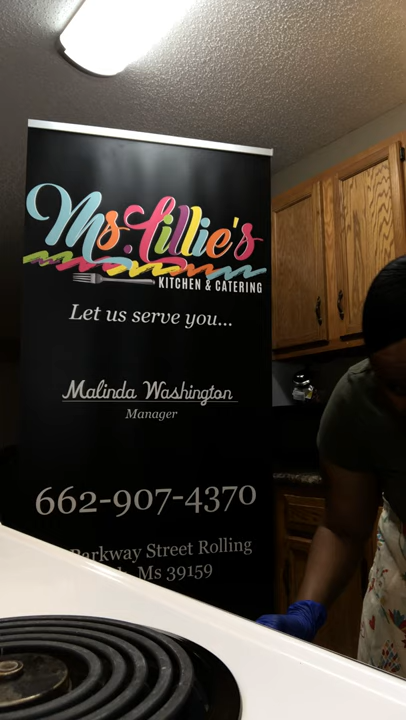 Ms. Lillie's
KITCHEN & CATERING
Let us serve you...
Malinda Washington
Manager
662-907-4370
Parkway Street Rolling
Ms 39159